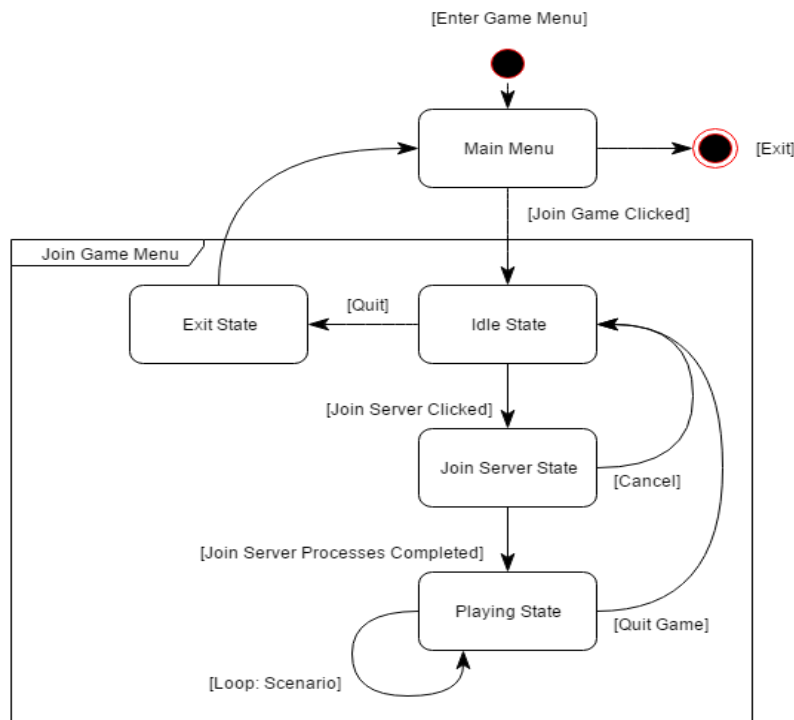 [Enter Game Menu]
Main Menu
[Exit]
[Join Game Clicked]
Join Game Menu
[Quit]
Exit State
Idle State
[Join Server Clicked]
Join Server State
[Cancel]
[Join Server Processes Completed]
Playing State
[Quit Game]
[Loop: Scenario]